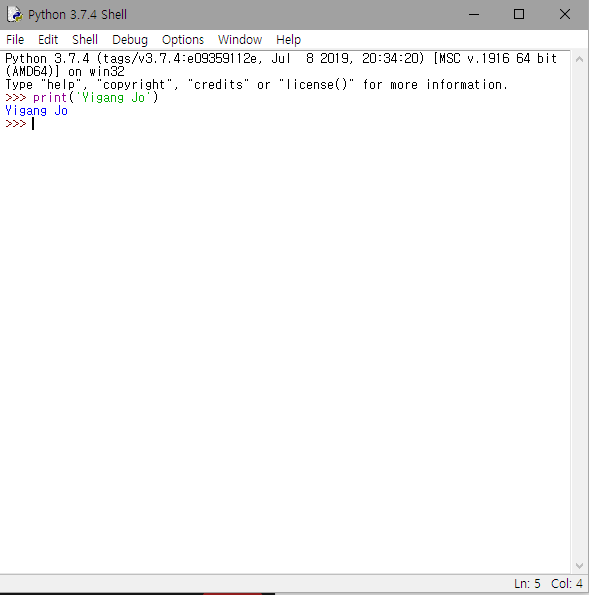 Python 3.7.4 Shell
File Edit Shell Debug Options Window Help
Python 3.7.4 (tags/v3.7.4:e09359112e, Jul  8 2019, 20:34:20) [MSC v.1916 64 bit
(AMD64)] on win32
Type "help", "copyright", "credits" or "license()" for more information.
>>> print('Yigang Jo')
Yigang Jo
>>>
Ln: 5 Col: 4